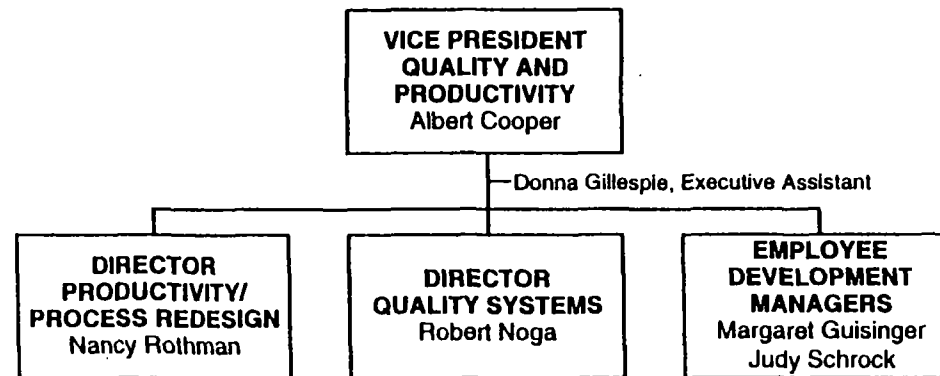 VICE PRESIDENT
QUALITY AND
PRODUCTIVITY
Albert Cooper
Donna Gillespie, Executive Assistant
DIRECTOR
PRODUCTIVITY/
PROCESS REDESIGN
Nancy Rothman
DIRECTOR
QUALITY SYSTEMS
Robert Noga
EMPLOYEE
DEVELOPMENT
MANAGERS
Margaret Guisinger
Judy Schrock